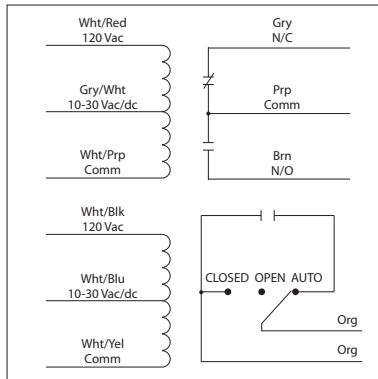 Wht/Red
120 Vac
Gry/Wht
10-30 Vac/dc
Wht/Prp
Comm
Gry
N/C
Prp
Comm
Brn
N/O
Wht/Blk
120 Vac
Wht/Blu
10-30 Vac/dc
Wht/Yel
Comm
CLOSED OPEN AUTO
Org
Org